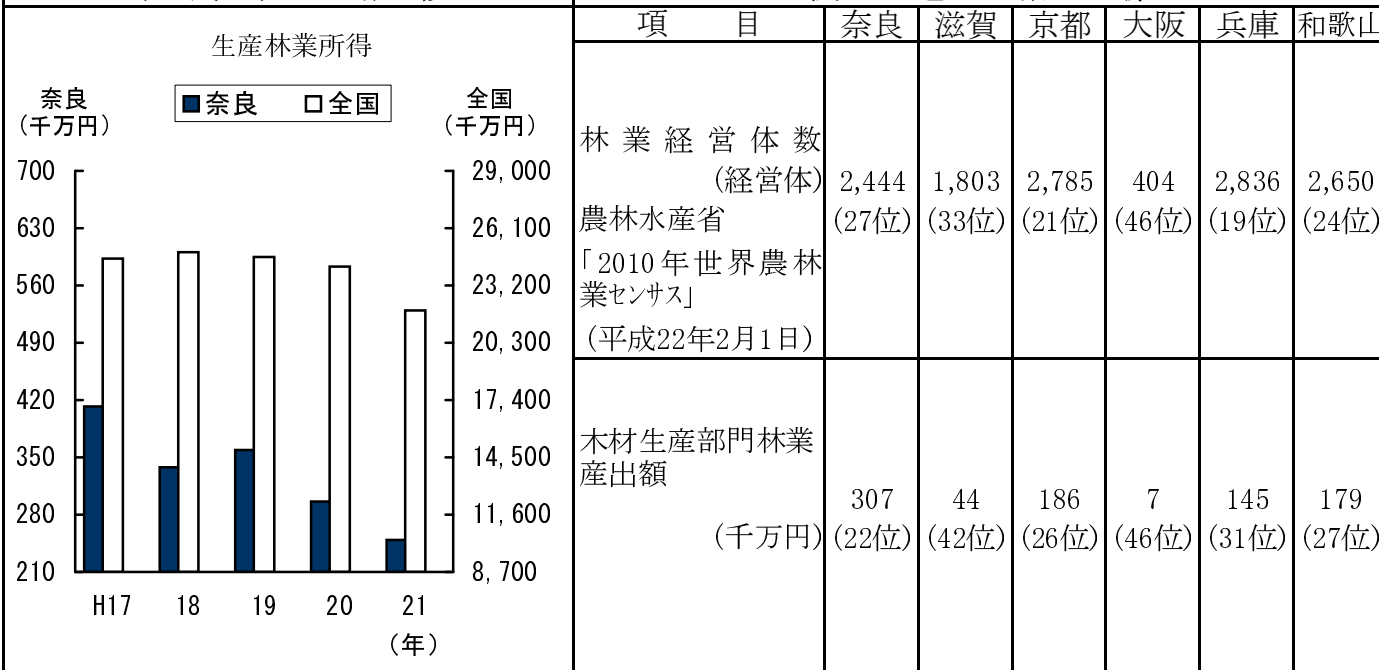 生産林業所得
奈良
(千万円)
■奈良 □全国
全国
(千万円)
700
630
560
490
420
350
280
210
29,000
26,100
23,200
20,300
17,400
14,500
11,600
8,700
H17 18 19 20 21
(年)
項 目 奈良 滋賀 京都 大阪 兵庫 和歌山
林業経営体数
(経営体) 2,444 1,803 2,785 404 2,836 2,650
農林水産省 (27位) (33位) (21位) (46位) (19位) (24位)
「2010年世界農林
業センサス」
(平成22年2月1日)
木材生産部門林業
産出額
307 44 186 7 145 179
(千万円) (22位) (42位) (26位) (46位) (31位) (27位)